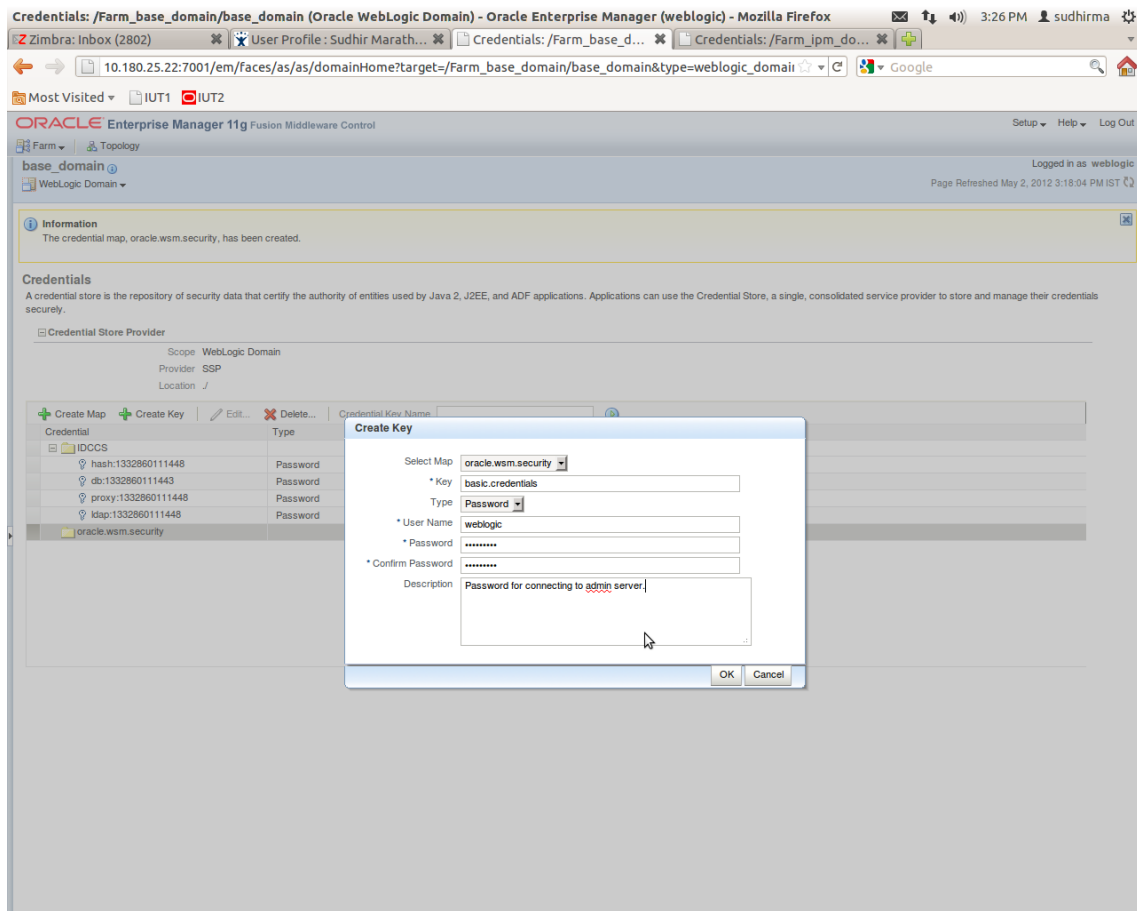 Credentials: /Farm_base_domain/base_domain (Oracle WebLogic Domain) - Oracle Enterprise Manager (weblogic) - Mozilla Firefox 3:26 PM sudhirma
Zimbra: Inbox (2802) User Profile : Sudhir Marath... Credentials: /Farm_base_d... Credentials: /Farm_ipm_do...
10.180.25.22:7001/em/faces/as/as/domainHome?target=/Farm_base_domain/base_domain&type=weblogic_domai Google
Most Visited IUT1 IUT2
ORACLE Enterprise Manager 11g Fusion Middleware Control Setup Help Log Out
Farm Topology
base_domain Logged in as weblogic
WebLogic Domain Page Refreshed May 2, 2012 3:18:04 PM IST
Information
The credential map, oracle.wsm.security, has been created.
Credentials
A credential store is the repository of security data that certify the authority of entities used by Java 2, J2EE, and ADF applications. Applications can use the Credential Store, a single, consolidated service provider to store and manage their credentials
securely.
Credential Store Provider
Scope WebLogic Domain
Provider SSP
Location ./
Create Map Create Key Edit... Delete... Credential Key Name
Credential Type
IDCCS
hash:1332860111448 Password
db:1332860111443 Password
proxy:1332860111448 Password
ldap:1332860111448 Password
oracle.wsm.security
Create Key
Select Map oracle.wsm.security
* Key basic.credentials
Type Password
* User Name weblogic
* Password •••••••••
* Confirm Password •••••••••
Description Password for connecting to admin server.
OK Cancel